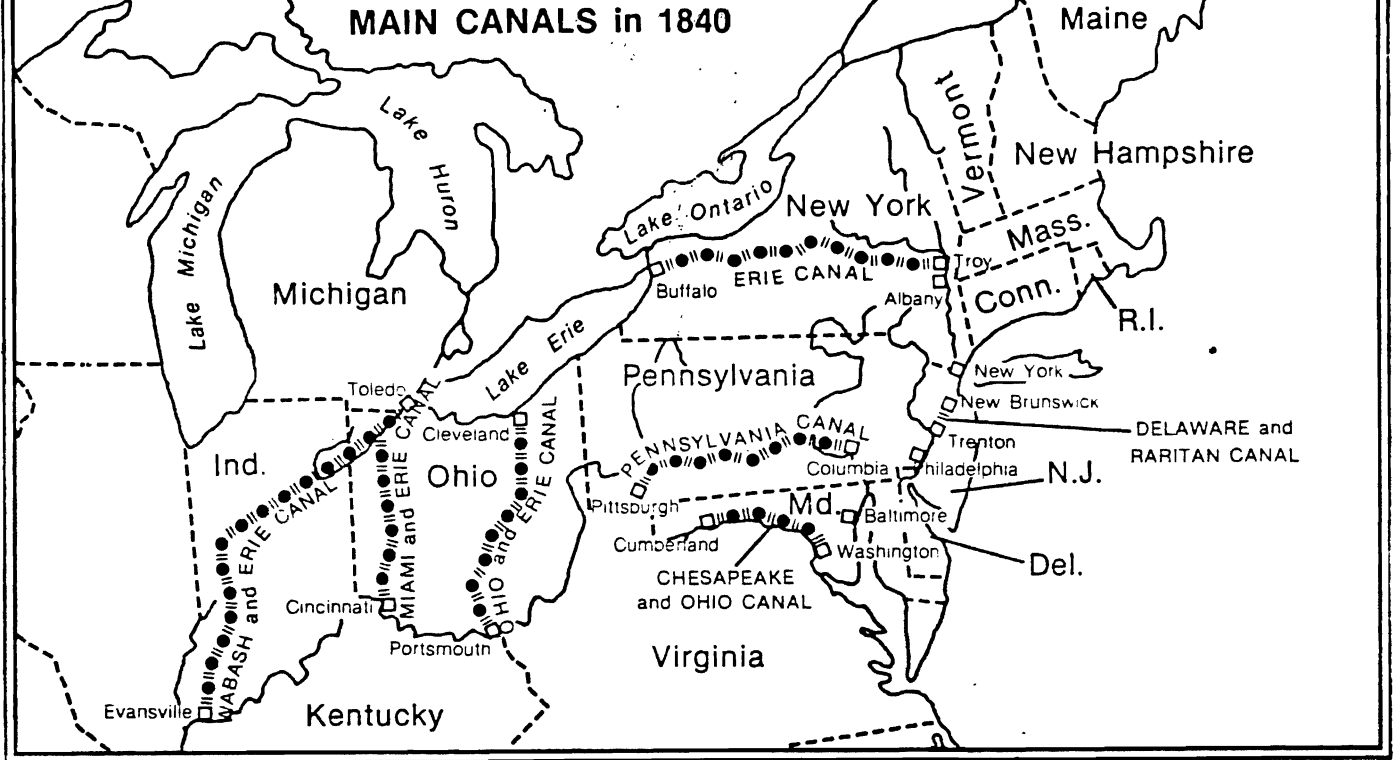 MAIN CANALS in 1840
Maine
Lake Huron
Vermont
New Hampshire
Lake Michigan
Lake Ontario
New York
Mass.
Troy
ERIE CANAL
Conn.
Michigan
Buffalo
Albany
R.I.
Lake Erie
Pennsylvania
New York
Toledo
New Brunswick
Cleveland
PENNSYLVANIA CANAL
Trenton
DELAWARE and
RARITAN CANAL
Ind.
Ohio
Columbia
Philadelphia
N.J.
Pittsburgh
Md.
Baltimore
Cumberland
Washington
Del.
CHESAPEAKE
and OHIO CANAL
WABASH and ERIE CANAL
MIAMI and ERIE CANAL
OHIO and ERIE CANAL
Cincinnati
Portsmouth
Virginia
Evansville
Kentucky